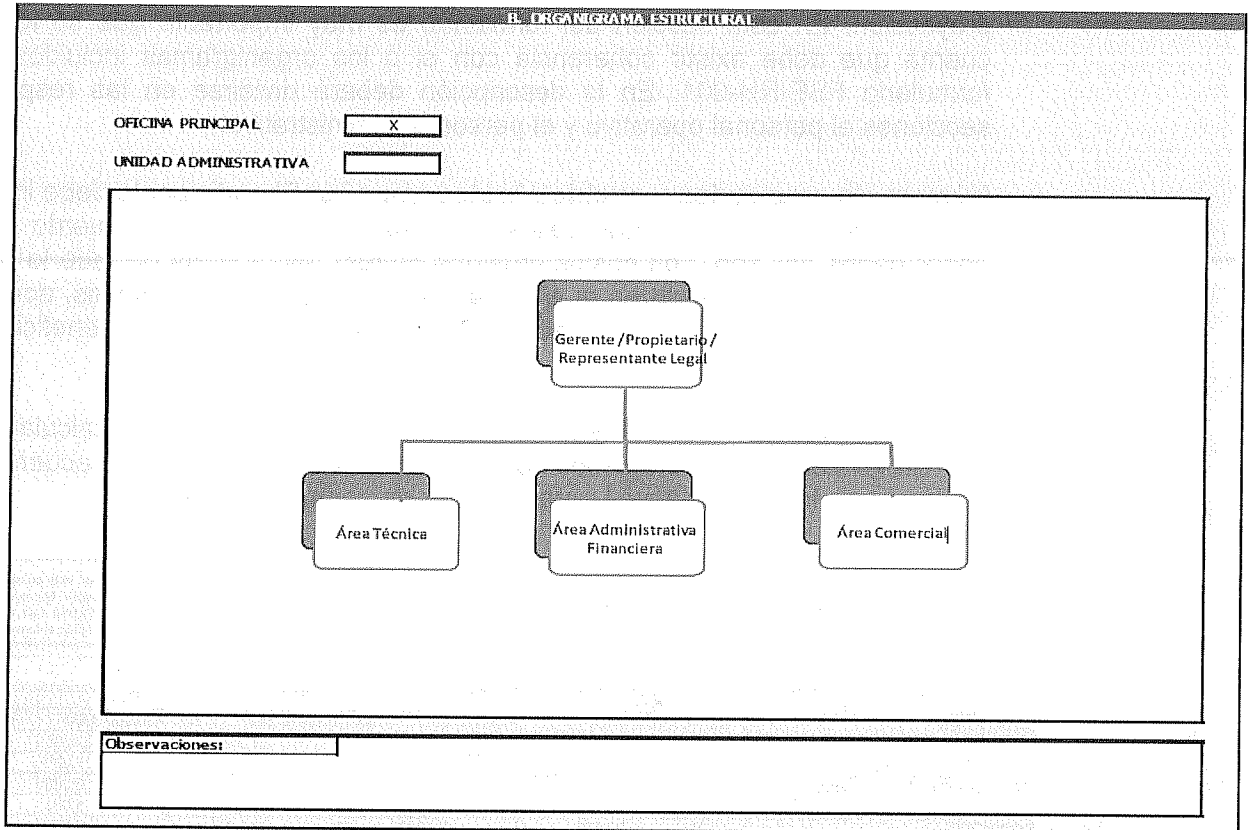 B. ORGANIGRAMA ESTRUCTURAL
OFICINA PRINCIPAL X
UNIDAD ADMINISTRATIVA
Gerente /Propietario /
Representante Legal
Área Técnica
Área Administrativa
Financiera
Área Comercial
Observaciones: